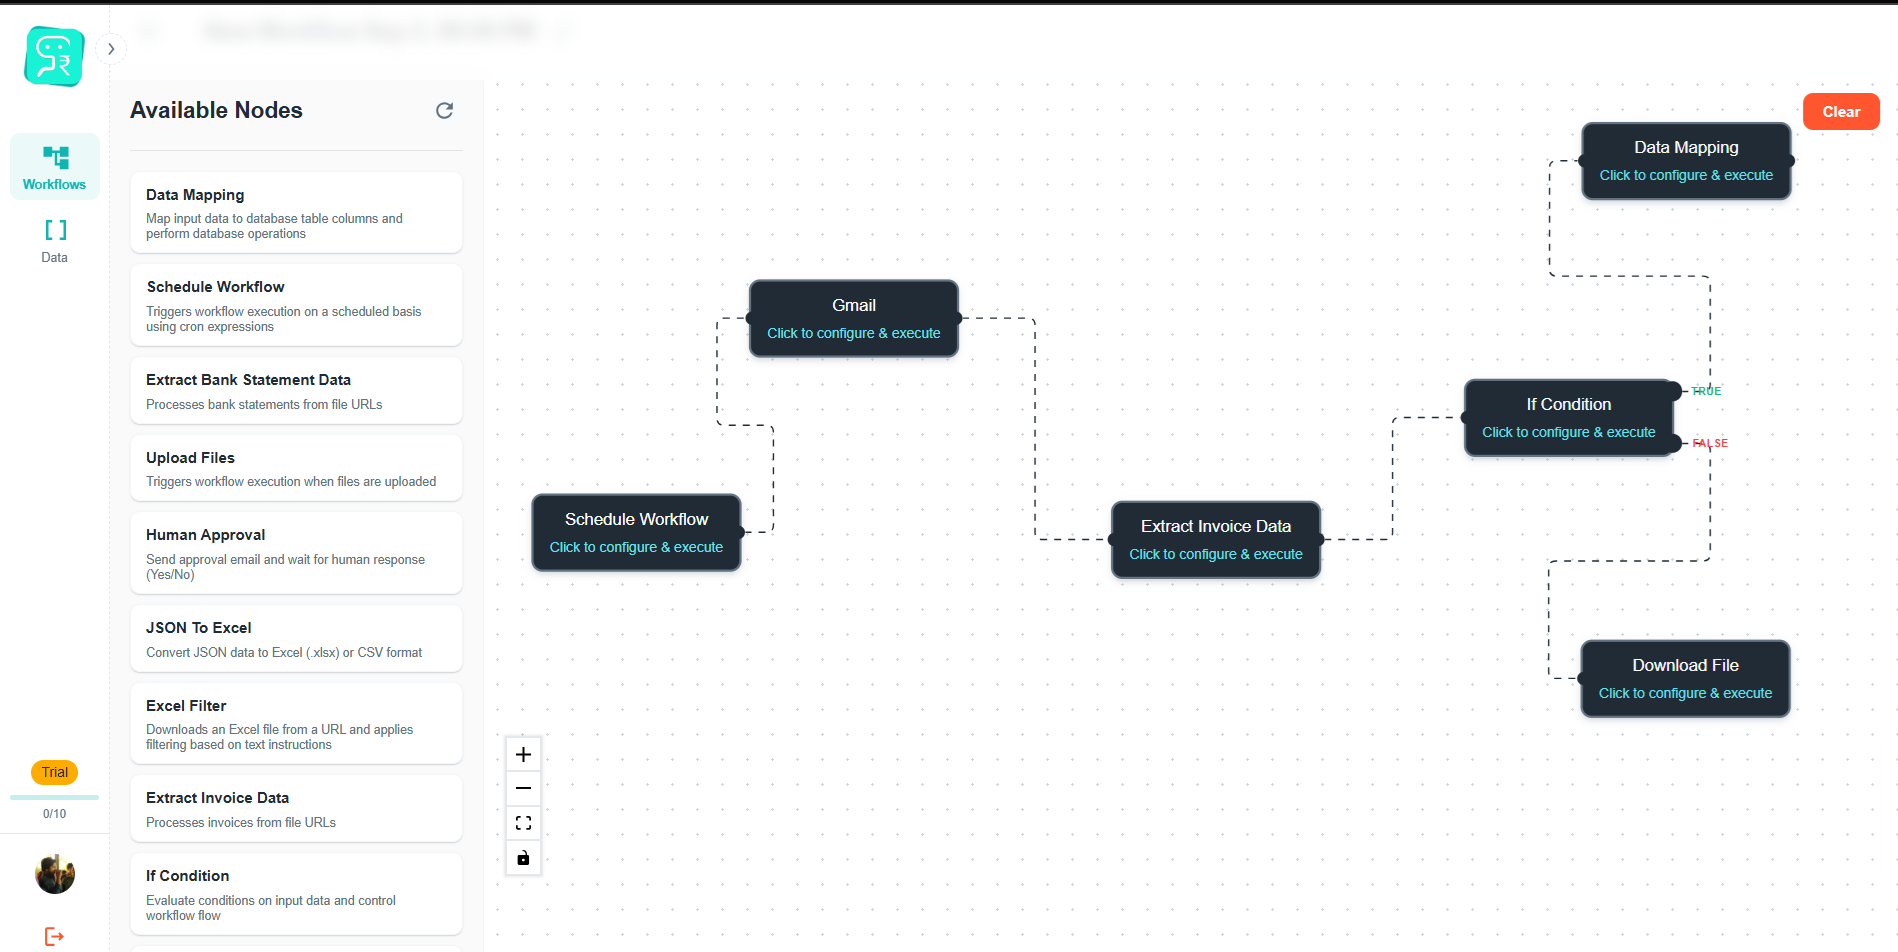 Workflows
Data
Trial
0/10
Available Nodes
Data Mapping
Map input data to database table columns and
perform database operations
Schedule Workflow
Triggers workflow execution on a scheduled basis
using cron expressions
Extract Bank Statement Data
Processes bank statements from file URLs
Upload Files
Triggers workflow execution when files are uploaded
Human Approval
Send approval email and wait for human response
(Yes/No)
JSON To Excel
Convert JSON data to Excel (.xlsx) or CSV format
Excel Filter
Downloads an Excel file from a URL and applies
filtering based on text instructions
Extract Invoice Data
Processes invoices from file URLs
If Condition
Evaluate conditions on input data and control
workflow flow
Clear
Data Mapping
Click to configure & execute
Gmail
Click to configure & execute
If Condition
Click to configure & execute
TRUE
FALSE
Schedule Workflow
Click to configure & execute
Extract Invoice Data
Click to configure & execute
Download File
Click to configure & execute